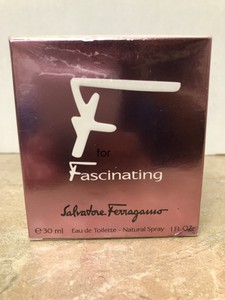 F
for
Fascinating
Salvatore Ferragamo
℮ 30 ml Eau de Toilette - Natural Spray 1 Fl. Oz.